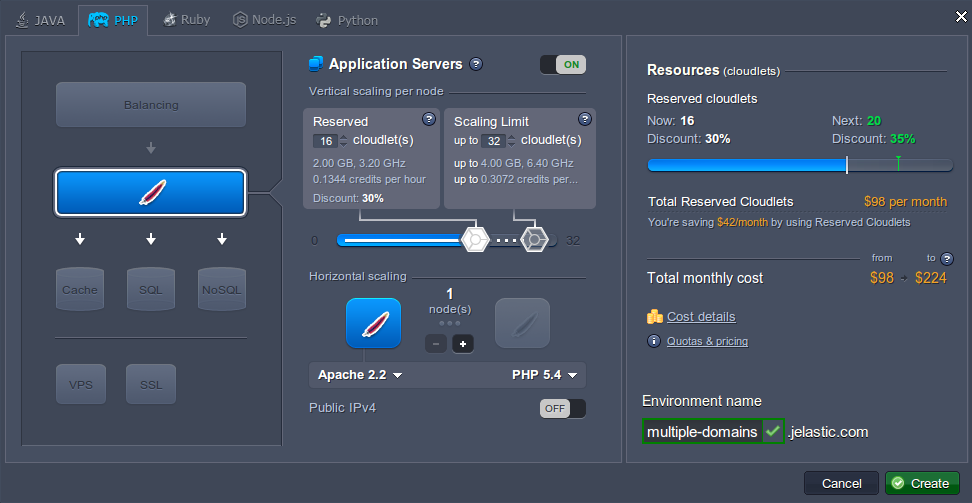 JAVA PHP Ruby Node.js Python
Balancing
Cache SQL NoSQL
VPS SSL
Application Servers ? ON
Vertical scaling per node
Reserved ?
16 cloudlet(s)
2.00 GB, 3.20 GHz
0.1344 credits per hour
Discount: 30%
Scaling Limit ?
up to 32 cloudlet(s)
up to 4.00 GB, 6.40 GHz
up to 0.3072 credits per...
0 32
Horizontal scaling
1
node(s)
- +
Apache 2.2 PHP 5.4
Public IPv4 OFF
Resources (cloudlets)
Reserved cloudlets
Now: 16 Next: 20
Discount: 30% Discount: 35%
Total Reserved Cloudlets $98 per month
You're saving $42/month by using Reserved Cloudlets
from to ?
Total monthly cost $98 $224
Cost details
Quotas & pricing
Environment name
multiple-domains .jelastic.com
Cancel Create